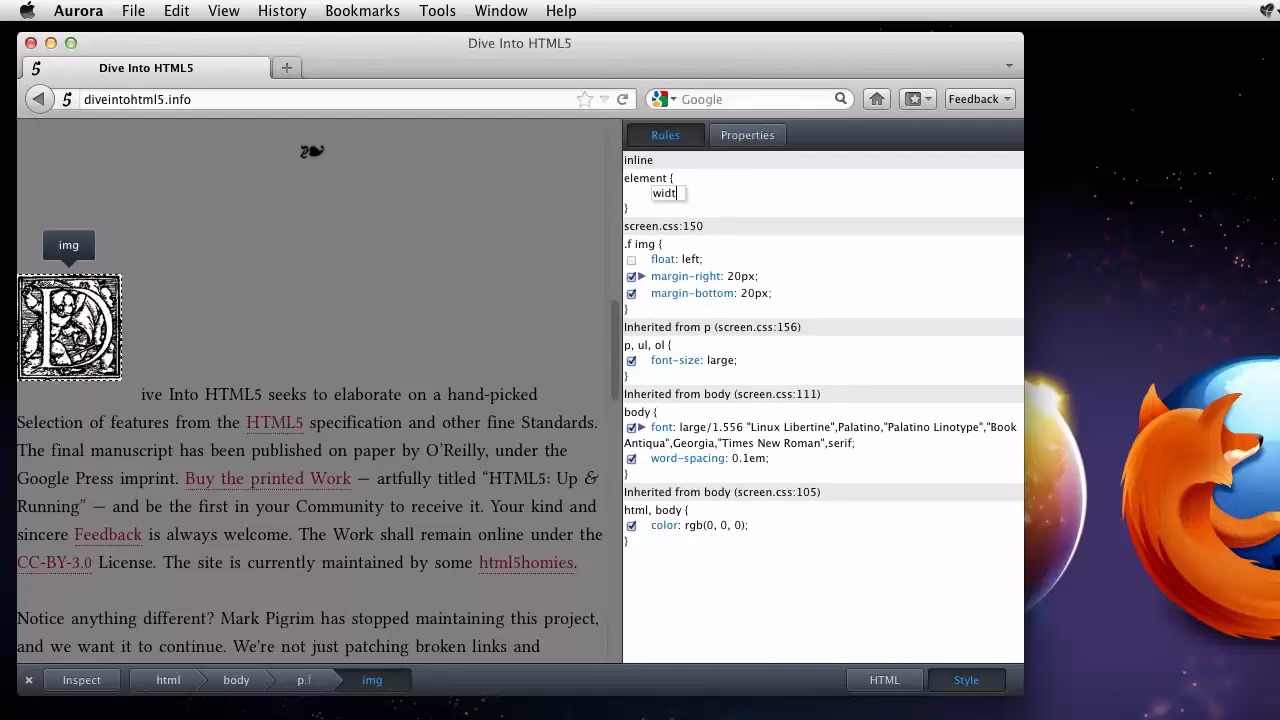 Aurora File Edit View History Bookmarks Tools Window Help
Dive Into HTML5
5 Dive Into HTML5 +
5 diveintohtml5.info Google Feedback
Rules Properties
inline
element {
widt
}
screen.css:150
.f img {
float: left;
margin-right: 20px;
margin-bottom: 20px;
}
Inherited from p (screen.css:156)
p, ul, ol {
font-size: large;
}
Inherited from body (screen.css:111)
body {
font: large/1.556 "Linux Libertine",Palatino,"Palatino Linotype","Book
Antiqua",Georgia,"Times New Roman",serif;
word-spacing: 0.1em;
}
Inherited from body (screen.css:105)
html, body {
color: rgb(0, 0, 0);
}
img
D
ive Into HTML5 seeks to elaborate on a hand-picked
Selection of features from the HTML5 specification and other fine Standards.
The final manuscript has been published on paper by O’Reilly, under the
Google Press imprint. Buy the printed Work — artfully titled “HTML5: Up &
Running” — and be the first in your Community to receive it. Your kind and
sincere Feedback is always welcome. The Work shall remain online under the
CC-BY-3.0 License. The site is currently maintained by some html5homies.
Notice anything different? Mark Pigrim has stopped maintaining this project,
and we want it to continue. We're not just patching broken links and
× Inspect html body p.f img HTML Style